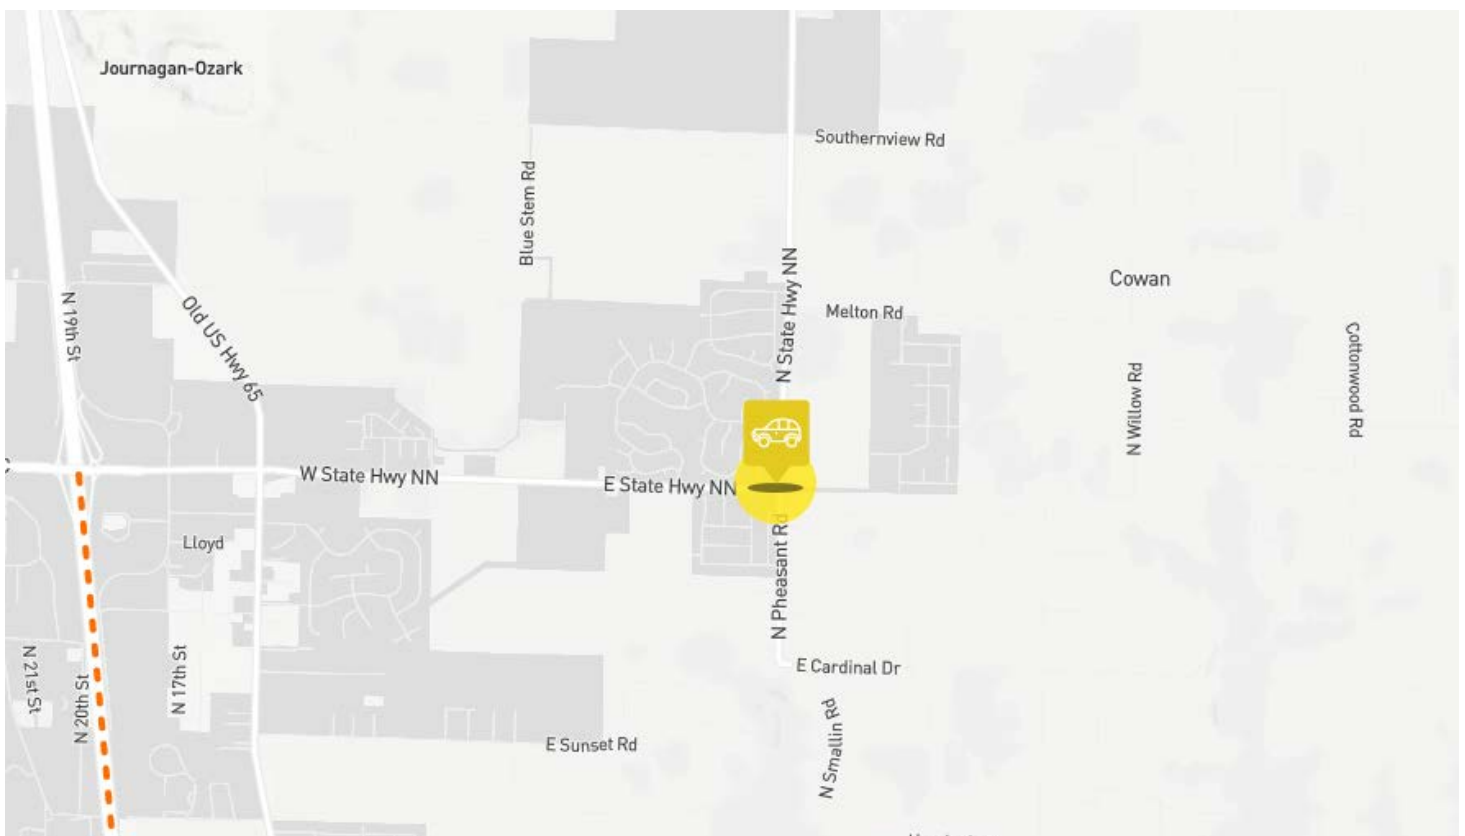 Journagan-Ozark
Southernview Rd
Blue Stem Rd
N State Hwy NN
Cowan
Melton Rd
N 19th St
Old US Hwy 65
N Willow Rd
Cottonwood Rd
W State Hwy NN
E State Hwy NN
Lloyd
N Pheasant Rd
E Cardinal Dr
N 21st St
N 20th St
N 17th St
N Smallin Rd
E Sunset Rd